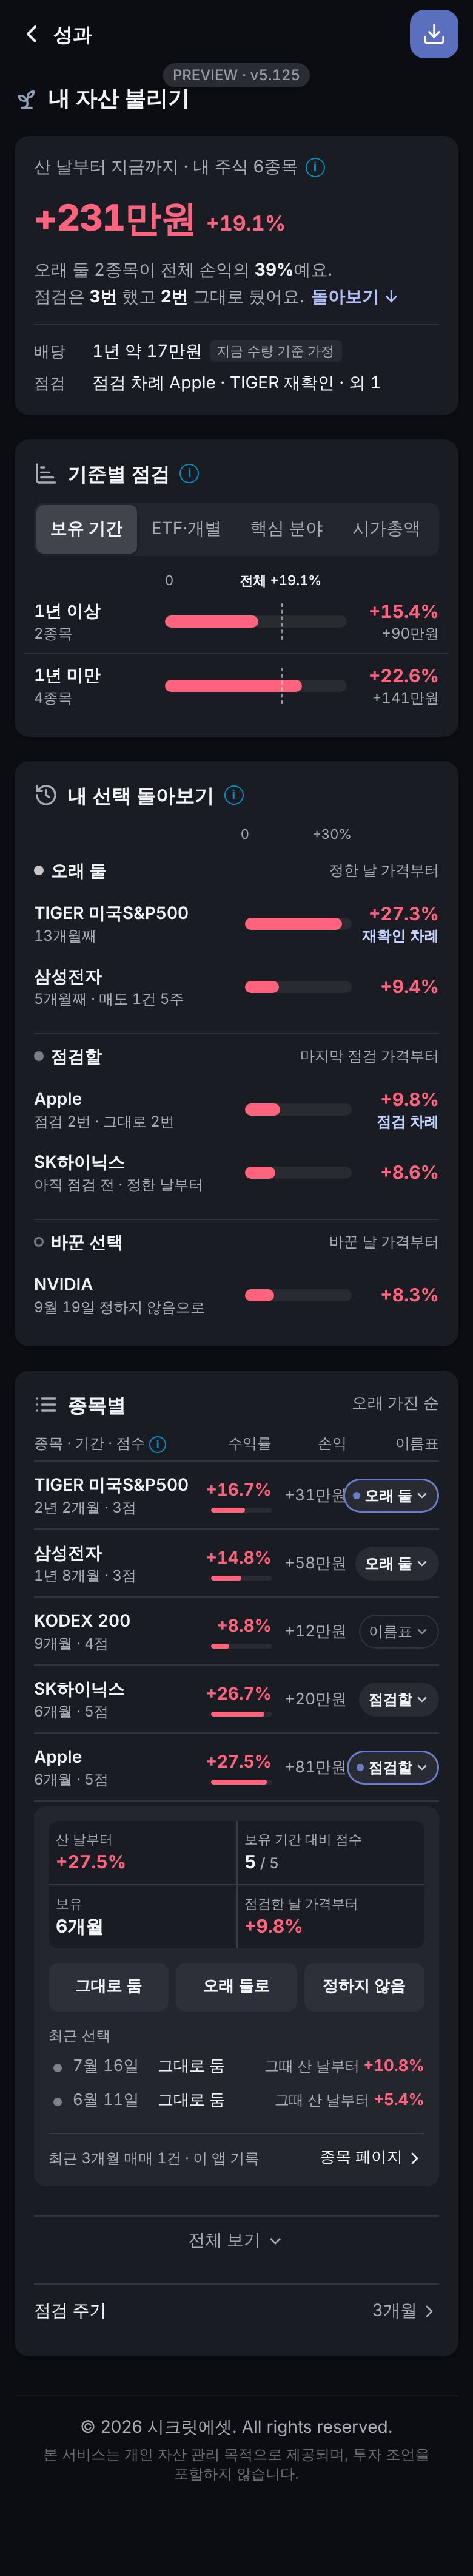 성과
PREVIEW · v5.125
내 자산 불리기
산 날부터 지금까지 · 내 주식 6종목 i
+231만원 +19.1%
오래 둘 2종목이 전체 손익의 39%예요.
점검은 3번 했고 2번 그대로 뒀어요. 돌아보기 ↓
배당 1년 약 17만원 지금 수량 기준 가정
점검 점검 차례 Apple · TIGER 재확인 · 외 1
기준별 점검 i
보유 기간 ETF·개별 핵심 분야 시가총액
0 전체 +19.1%
1년 이상 +15.4%
2종목 +90만원
1년 미만 +22.6%
4종목 +141만원
내 선택 돌아보기 i
0 +30%
오래 둘 정한 날 가격부터
TIGER 미국S&P500 +27.3%
13개월째 재확인 차례
삼성전자 +9.4%
5개월째 · 매도 1건 5주
점검할 마지막 점검 가격부터
Apple +9.8%
점검 2번 · 그대로 2번 점검 차례
SK하이닉스 +8.6%
아직 점검 전 · 정한 날부터
바꾼 선택 바꾼 날 가격부터
NVIDIA +8.3%
9월 19일 정하지 않음으로
종목별 오래 가진 순
종목 · 기간 · 점수 i 수익률 손익 이름표
TIGER 미국S&P500 +16.7% +31만원 오래 둘
2년 2개월 · 3점
삼성전자 +14.8% +58만원 오래 둘
1년 8개월 · 3점
KODEX 200 +8.8% +12만원 이름표
9개월 · 4점
SK하이닉스 +26.7% +20만원 점검할
6개월 · 5점
Apple +27.5% +81만원 점검할
6개월 · 5점
산 날부터 보유 기간 대비 점수
+27.5% 5 / 5
보유 점검한 날 가격부터
6개월 +9.8%
그대로 둠 오래 둘로 정하지 않음
최근 선택
7월 16일 그대로 둠 그때 산 날부터 +10.8%
6월 11일 그대로 둠 그때 산 날부터 +5.4%
최근 3개월 매매 1건 · 이 앱 기록 종목 페이지
전체 보기
점검 주기 3개월
© 2026 시크릿에셋. All rights reserved.
본 서비스는 개인 자산 관리 목적으로 제공되며, 투자 조언을
포함하지 않습니다.